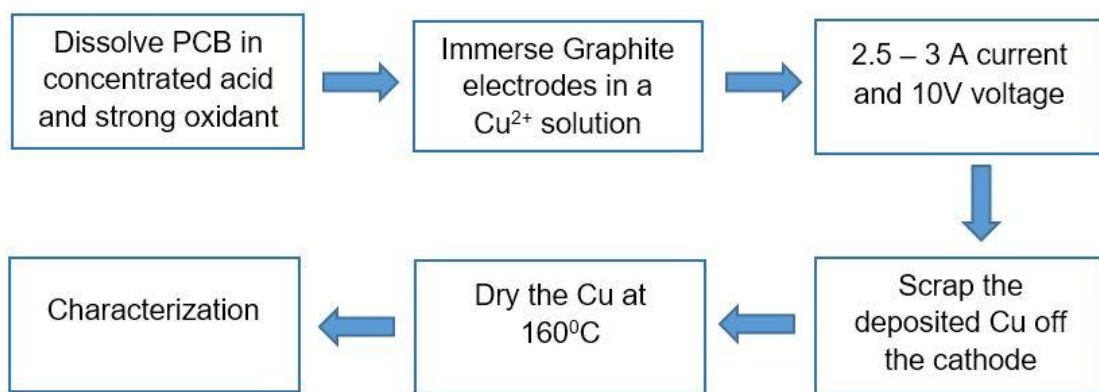 Dissolve PCB in
concentrated acid
and strong oxidant
Immerse Graphite
electrodes in a
Cu²⁺ solution
2.5 – 3 A current
and 10V voltage
Scrap the
deposited Cu off
the cathode
Dry the Cu at
160⁰C
Characterization